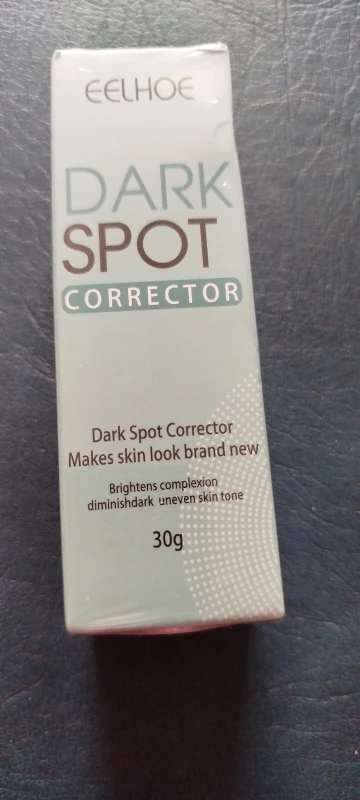 EELHOE
DARK
SPOT
CORRECTOR
Dark Spot Corrector
Makes skin look brand new
Brightens complexion
diminishdark uneven skin tone
30g